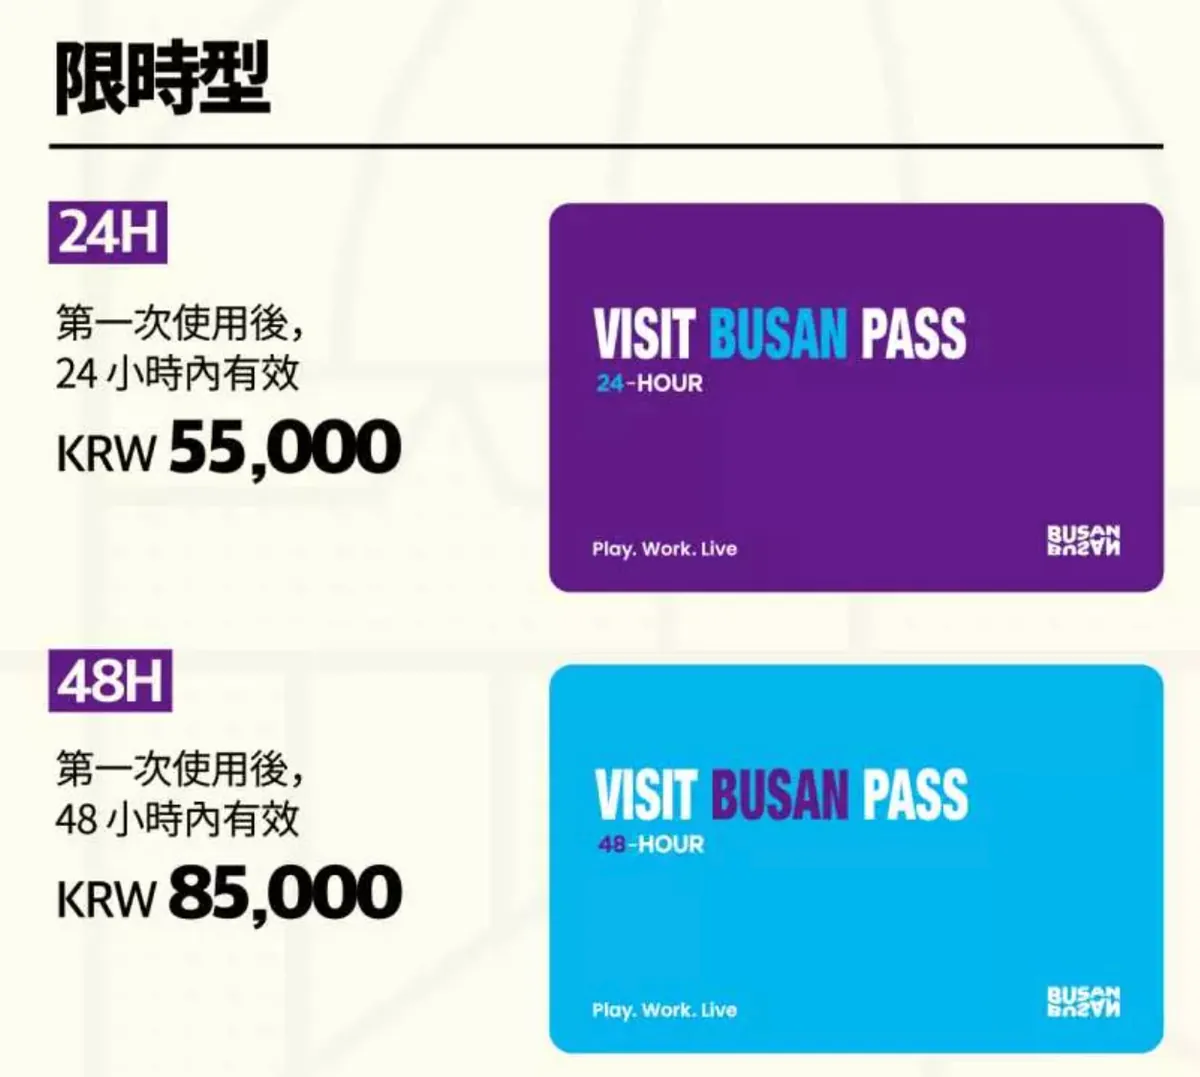 限時型
24H
第一次使用後，
24 小時內有效
KRW 55,000
VISIT BUSAN PASS
24-HOUR
Play. Work. Live
BUSAN
BUSAN
48H
第一次使用後，
48 小時內有效
KRW 85,000
VISIT BUSAN PASS
48-HOUR
Play. Work. Live
BUSAN
BUSAN